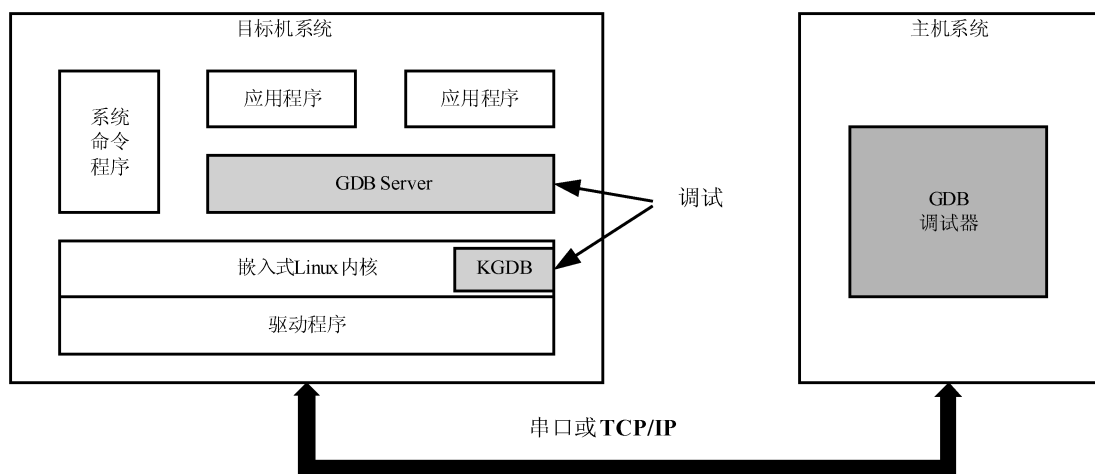 目标机系统
主机系统
系统
命令
程序
应用程序
应用程序
GDB Server
调试
GDB
调试器
嵌入式Linux内核
KGDB
驱动程序
串口或TCP/IP